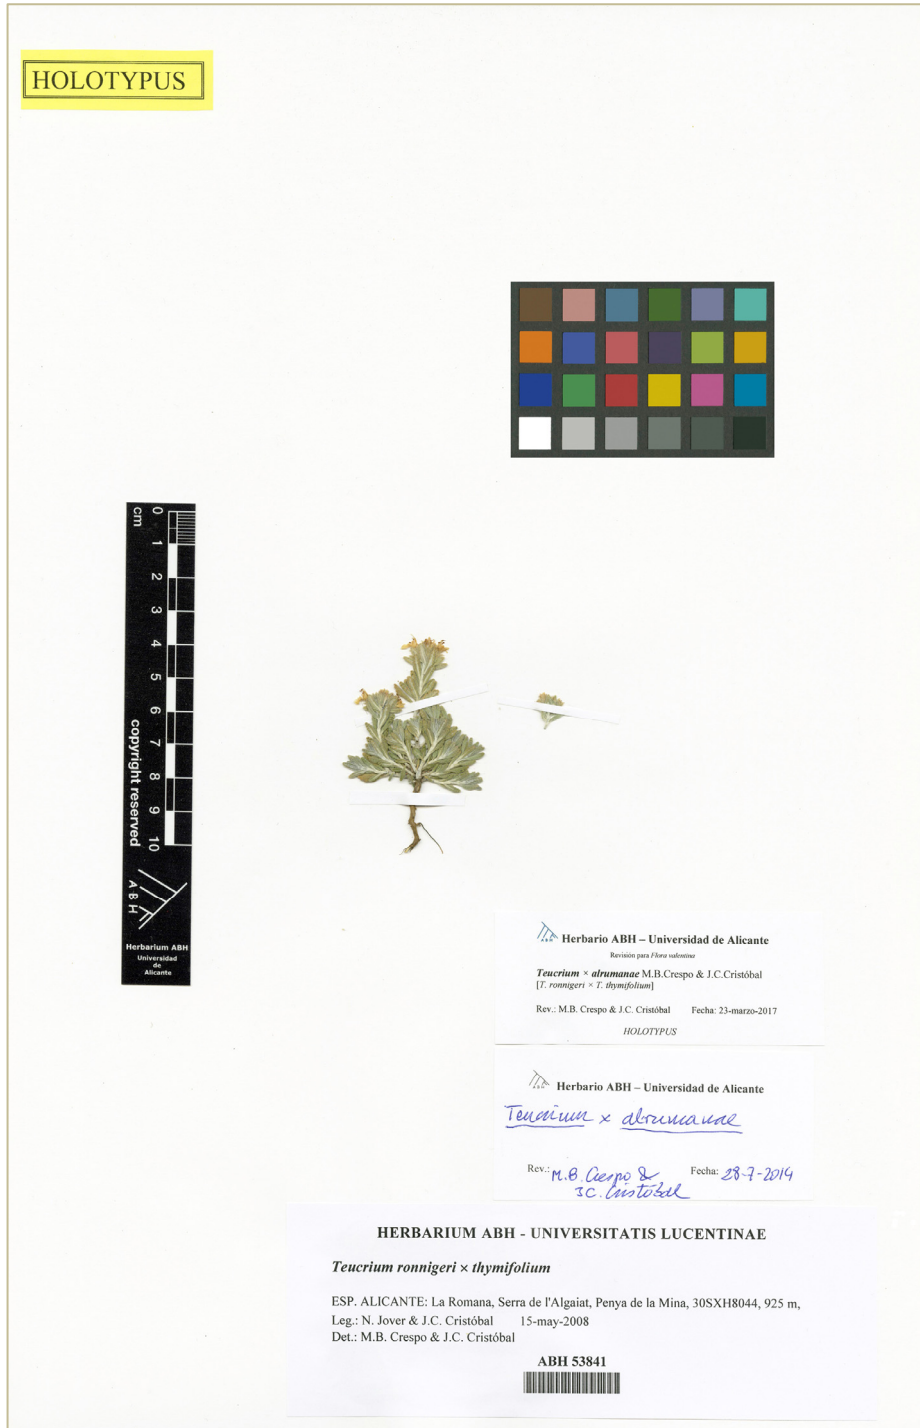 HOLOTYPUS
0
cm
1
2
3
4
5
6
7
8
9
10
copyright reserved
ABH
Herbarium ABH
Universidad
de
Alicante
ABH
Herbario ABH – Universidad de Alicante
Revisión para Flora valentina
Teucrium × alrumanae M.B.Crespo & J.C.Cristóbal
[T. ronnigeri × T. thymifolium]
Rev.: M.B. Crespo & J.C. Cristóbal Fecha: 23-marzo-2017
HOLOTYPUS
ABH
Herbario ABH – Universidad de Alicante
Teucrium × alrumanae
Rev.: M.B. Crespo & Fecha: 28-7-2014
J.C. Cristóbal
HERBARIUM ABH - UNIVERSITATIS LUCENTINAE
Teucrium ronnigeri × thymifolium
ESP. ALICANTE: La Romana, Serra de l'Algaiat, Penya de la Mina, 30SXH8044, 925 m,
Leg.: N. Jover & J.C. Cristóbal 15-may-2008
Det.: M.B. Crespo & J.C. Cristóbal
ABH 53841